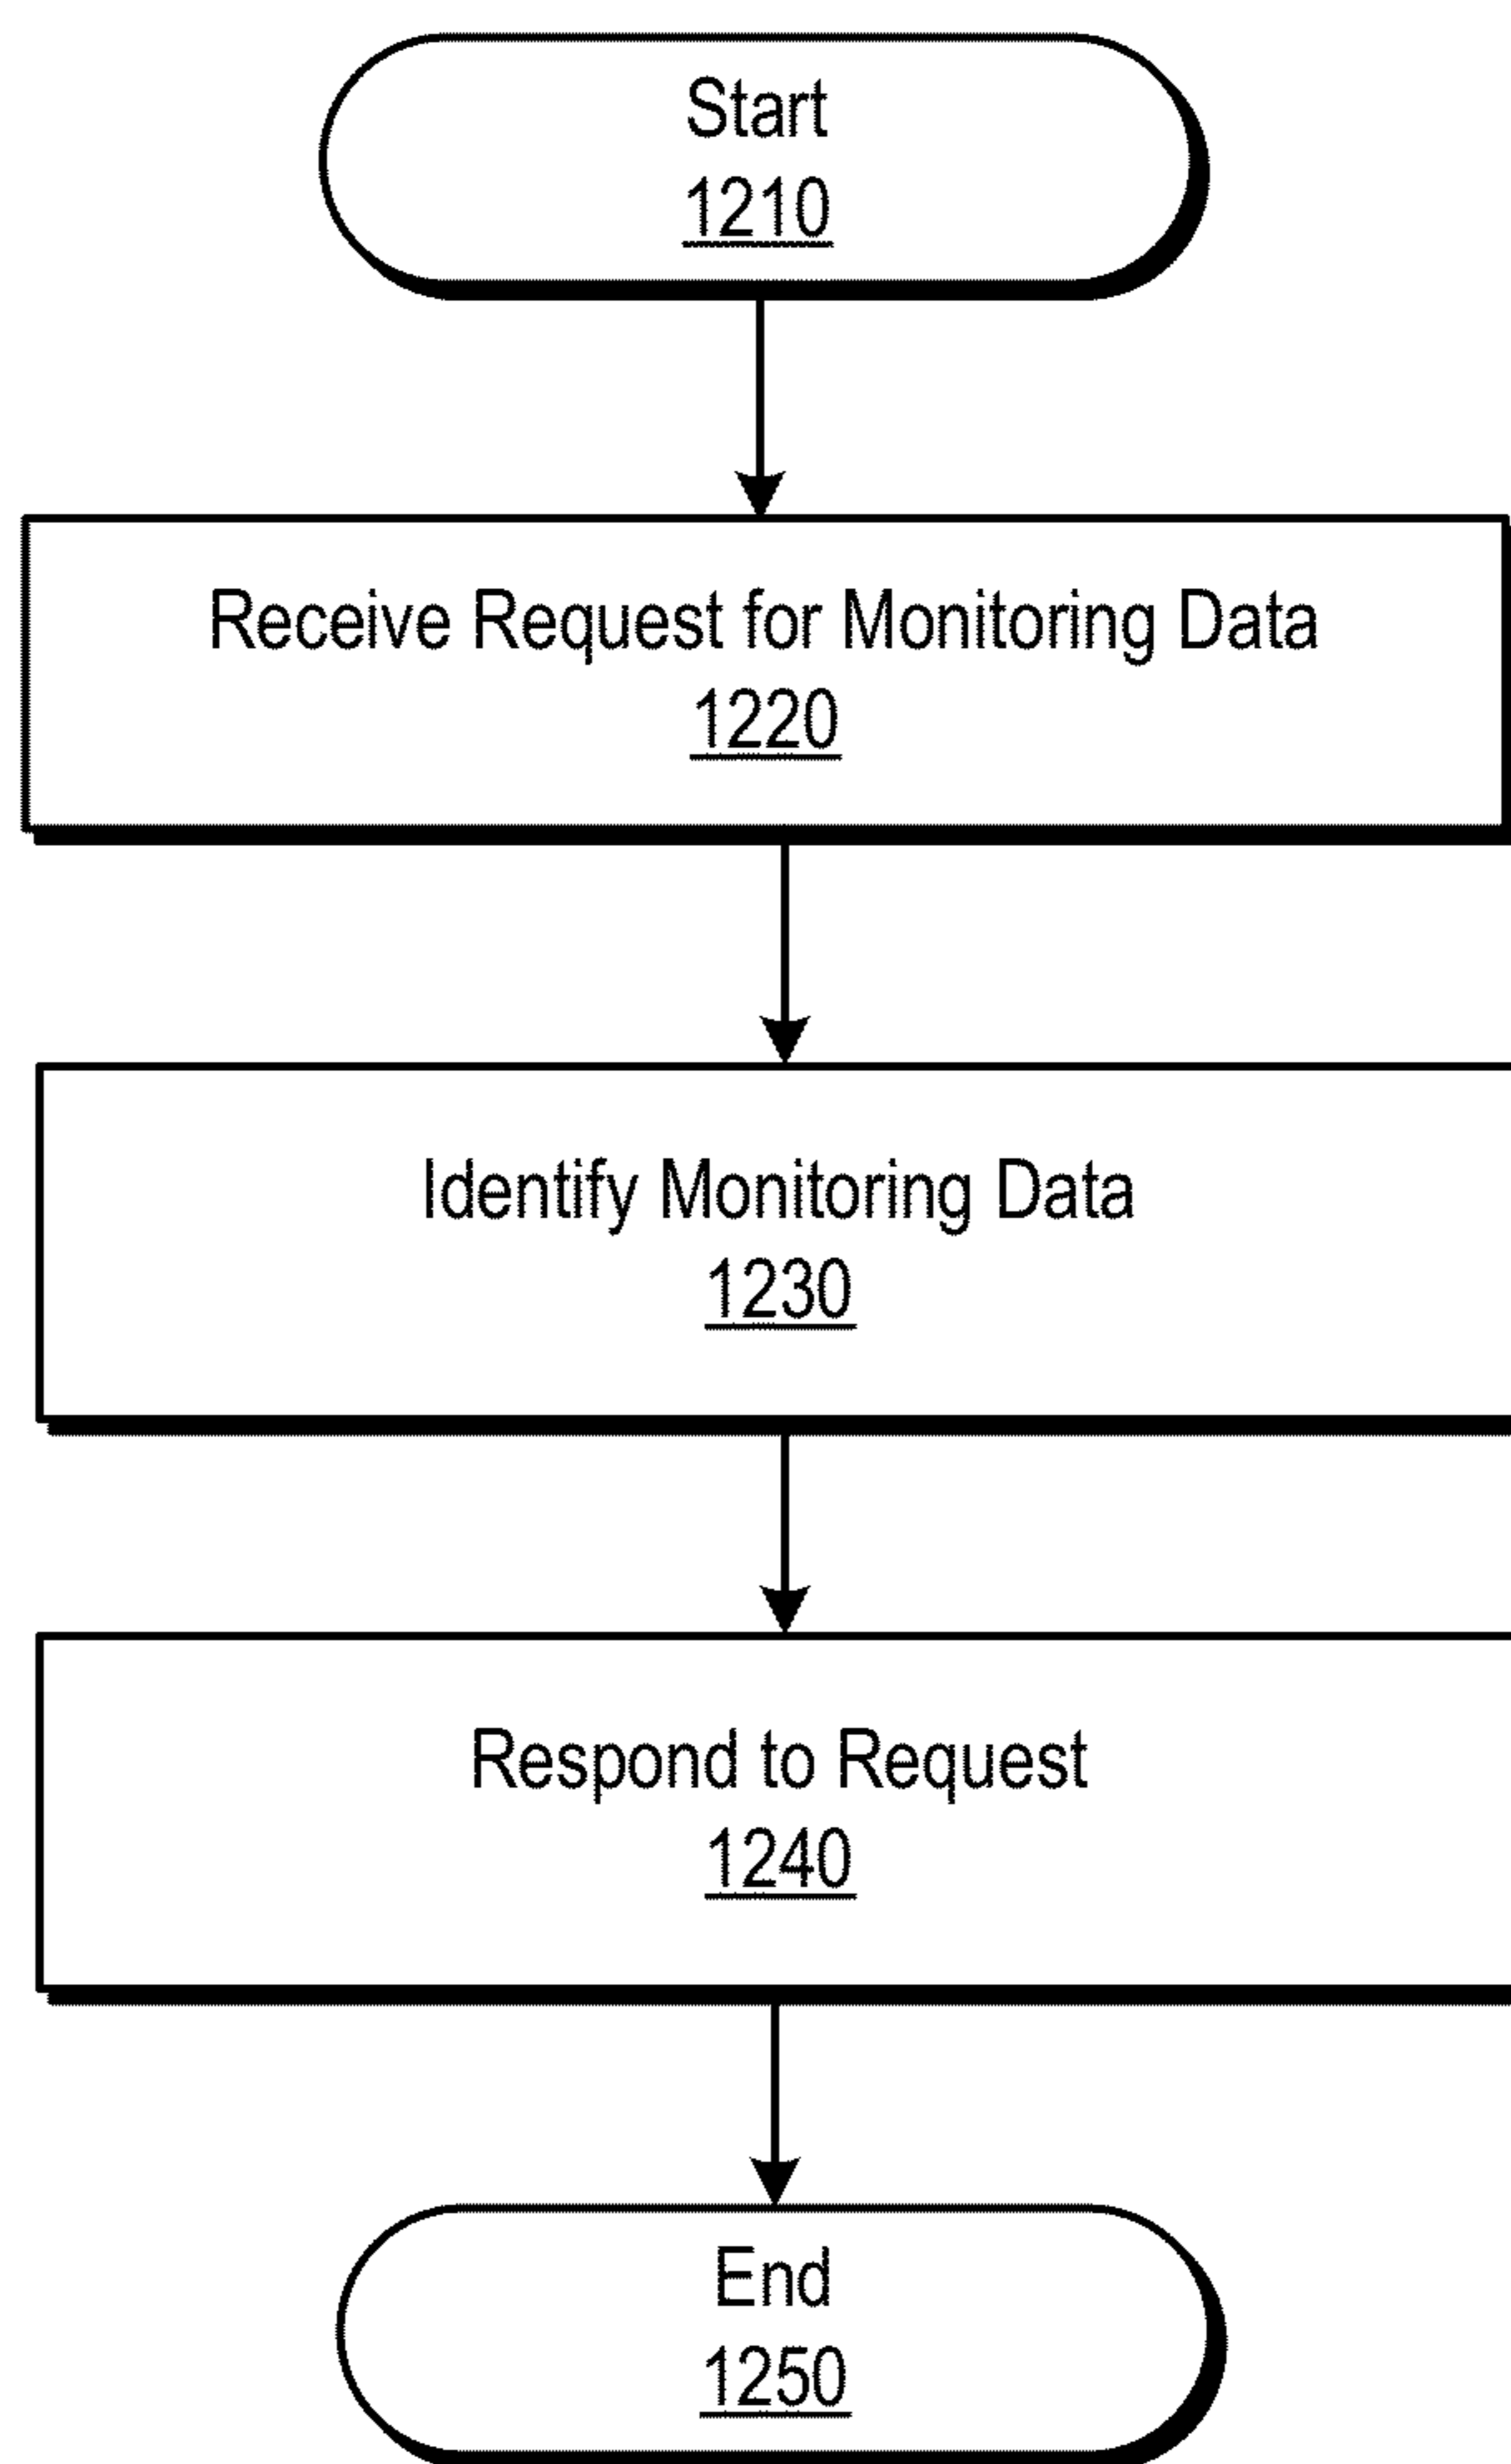 Start
1210
Receive Request for Monitoring Data
1220
Identify Monitoring Data
1230
Respond to Request
1240
End
1250